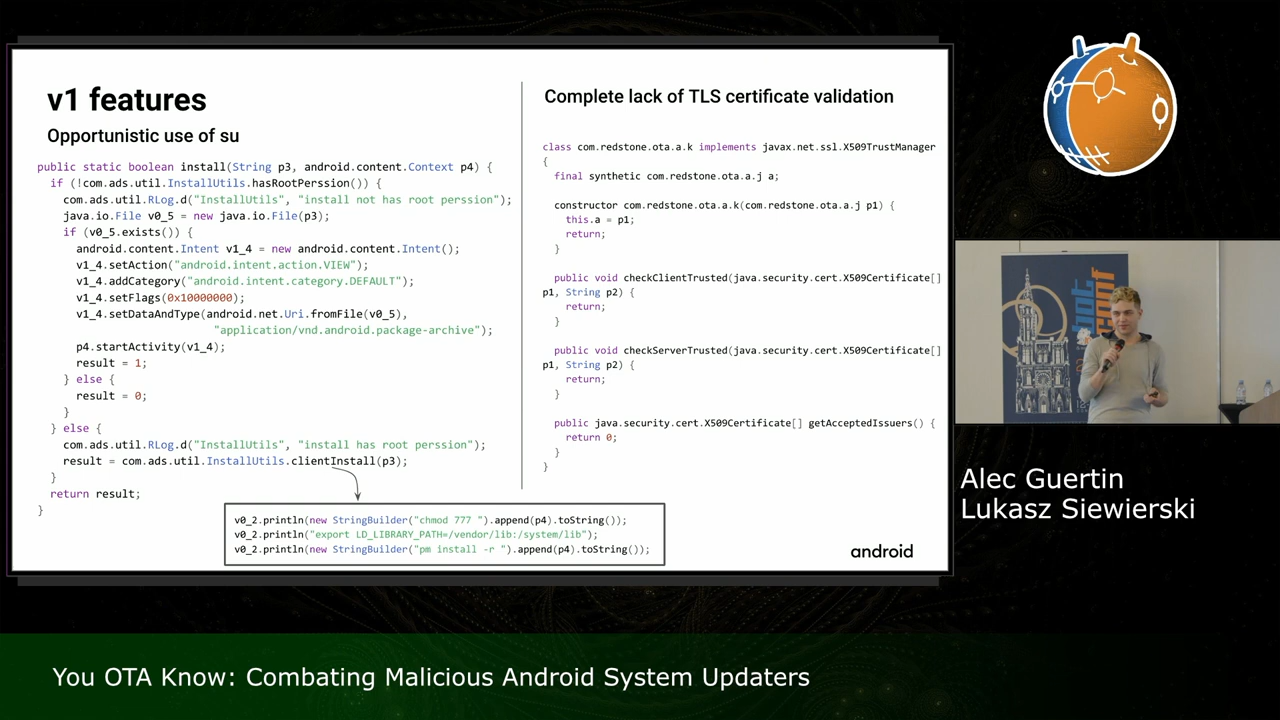 v1 features
Opportunistic use of su
public static boolean install(String p3, android.content.Context p4) {
if (!com.ads.util.InstallUtils.hasRootPerssion()) {
com.ads.util.RLog.d("InstallUtils", "install not has root perssion");
java.io.File v0_5 = new java.io.File(p3);
if (v0_5.exists()) {
android.content.Intent v1_4 = new android.content.Intent();
v1_4.setAction("android.intent.action.VIEW");
v1_4.addCategory("android.intent.category.DEFAULT");
v1_4.setFlags(0x10000000);
v1_4.setDataAndType(android.net.Uri.fromFile(v0_5),
"application/vnd.android.package-archive");
p4.startActivity(v1_4);
result = 1;
} else {
result = 0;
}
} else {
com.ads.util.RLog.d("InstallUtils", "install has root perssion");
result = com.ads.util.InstallUtils.clientInstall(p3);
}
return result;
}
v0_2.println(new StringBuilder("chmod 777 ").append(p4).toString());
v0_2.println("export LD_LIBRARY_PATH=/vendor/lib:/system/lib");
v0_2.println(new StringBuilder("pm install -r ").append(p4).toString());
Complete lack of TLS certificate validation
class com.redstone.ota.a.k implements javax.net.ssl.X509TrustManager
{
final synthetic com.redstone.ota.a.j a;
constructor com.redstone.ota.a.k(com.redstone.ota.a.j p1) {
this.a = p1;
return;
}
public void checkClientTrusted(java.security.cert.X509Certificate[]
p1, String p2) {
return;
}
public void checkServerTrusted(java.security.cert.X509Certificate[]
p1, String p2) {
return;
}
public java.security.cert.X509Certificate[] getAcceptedIssuers() {
return 0;
}
}
android
bot
conf
Alec Guertin
Lukasz Siewierski
You OTA Know: Combating Malicious Android System Updaters